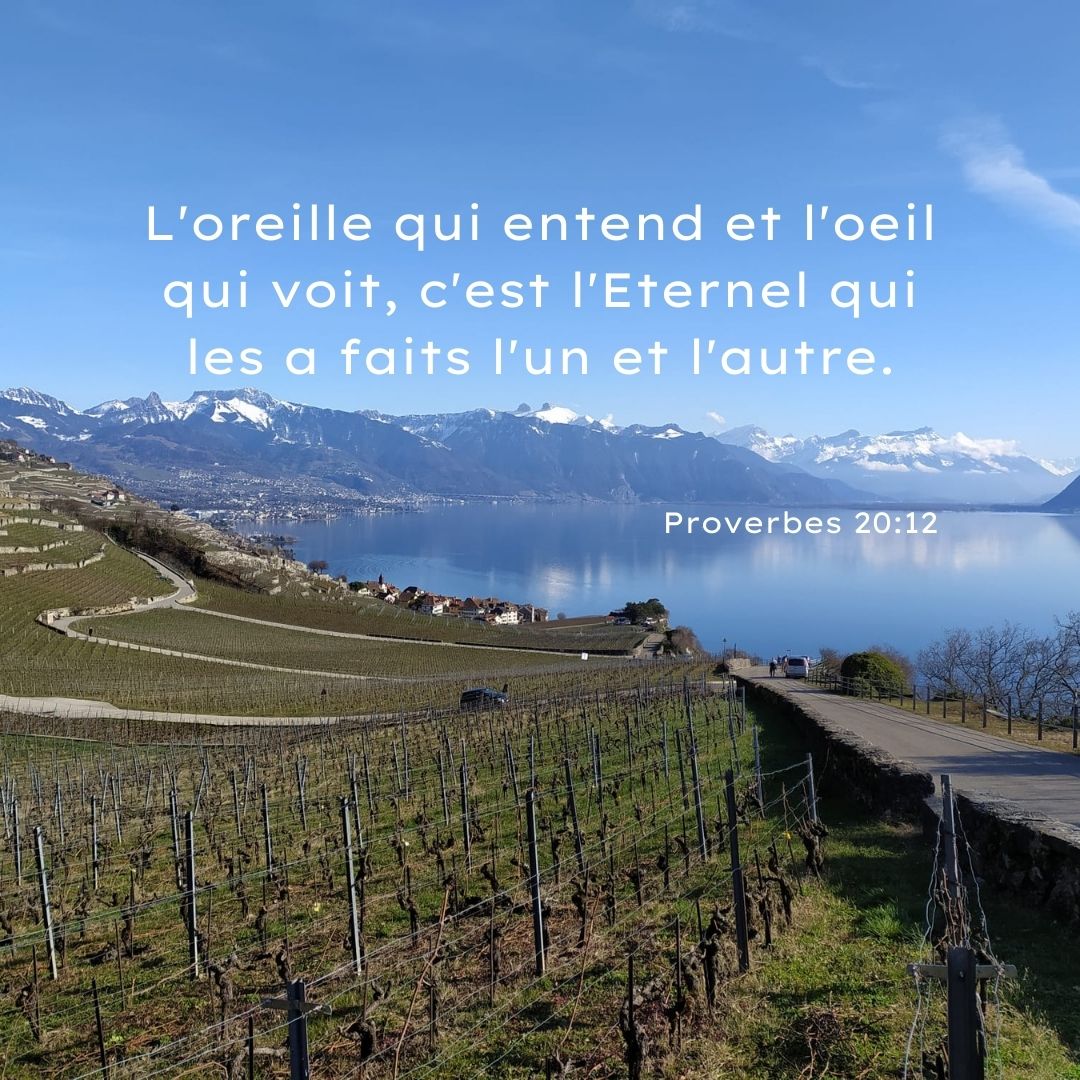 L'oreille qui entend et l'oeil
qui voit, c'est l'Eternel qui
les a faits l'un et l'autre.
Proverbes 20:12